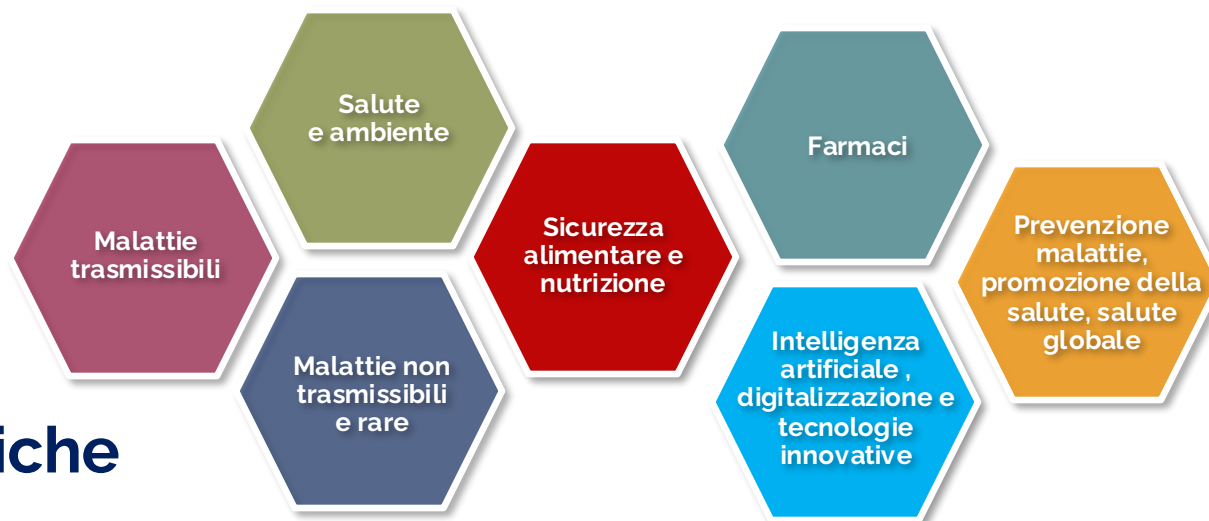 Salute
e ambiente
Farmaci
Malattie
trasmissibili
Sicurezza
alimentare e
nutrizione
Prevenzione
malattie,
promozione della
salute, salute
globale
Malattie non
trasmissibili
e rare
Intelligenza
artificiale ,
digitalizzazione e
tecnologie
innovative
iche